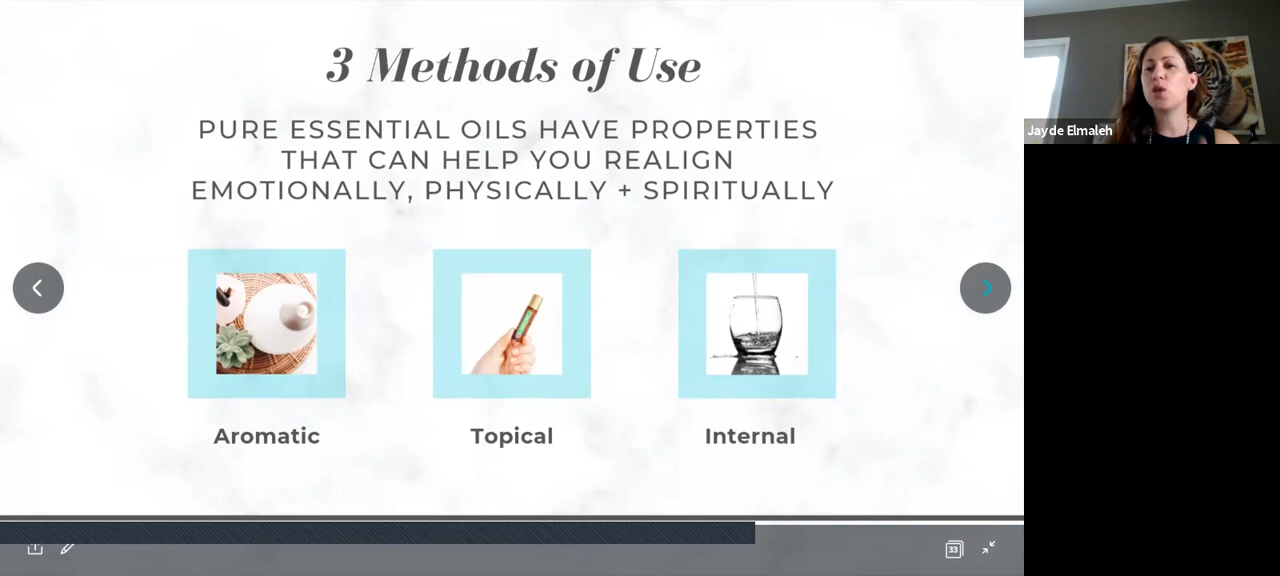 3 Methods of Use
PURE ESSENTIAL OILS HAVE PROPERTIES
THAT CAN HELP YOU REALIGN
EMOTIONALLY, PHYSICALLY + SPIRITUALLY
Aromatic
Topical
Internal
Jayde Elmaleh
33